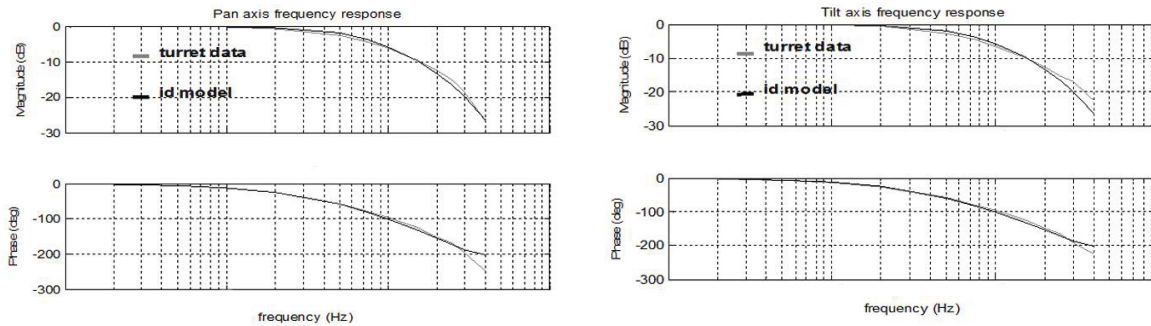 Pan axis frequency response
0
-10
-20
-30
Magnitude (dB)
turret data
id model
0
-100
-200
-300
Phase (deg)
frequency (Hz)
Tilt axis frequency response
0
-10
-20
-30
Magnitude (dB)
turret data
id model
0
-100
-200
-300
Phase (deg)
frequency (Hz)